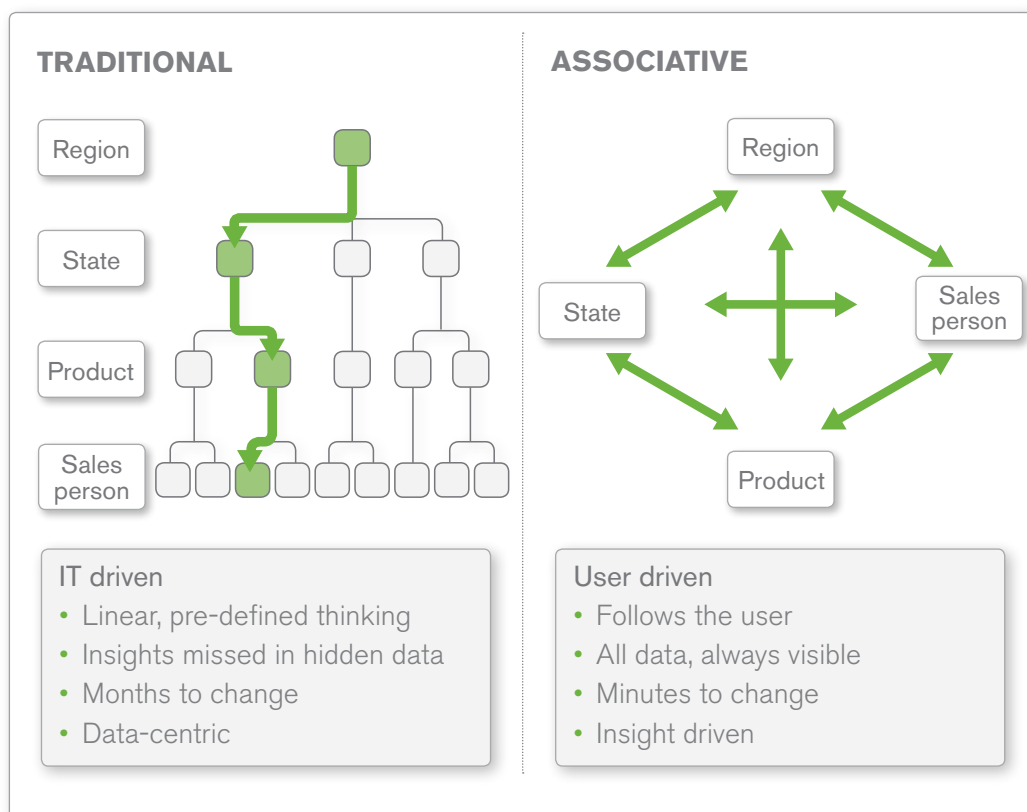 TRADITIONAL
Region
State
Product
Sales
person
IT driven
• Linear, pre-defined thinking
• Insights missed in hidden data
• Months to change
• Data-centric
ASSOCIATIVE
Region
State
Sales
person
Product
User driven
• Follows the user
• All data, always visible
• Minutes to change
• Insight driven